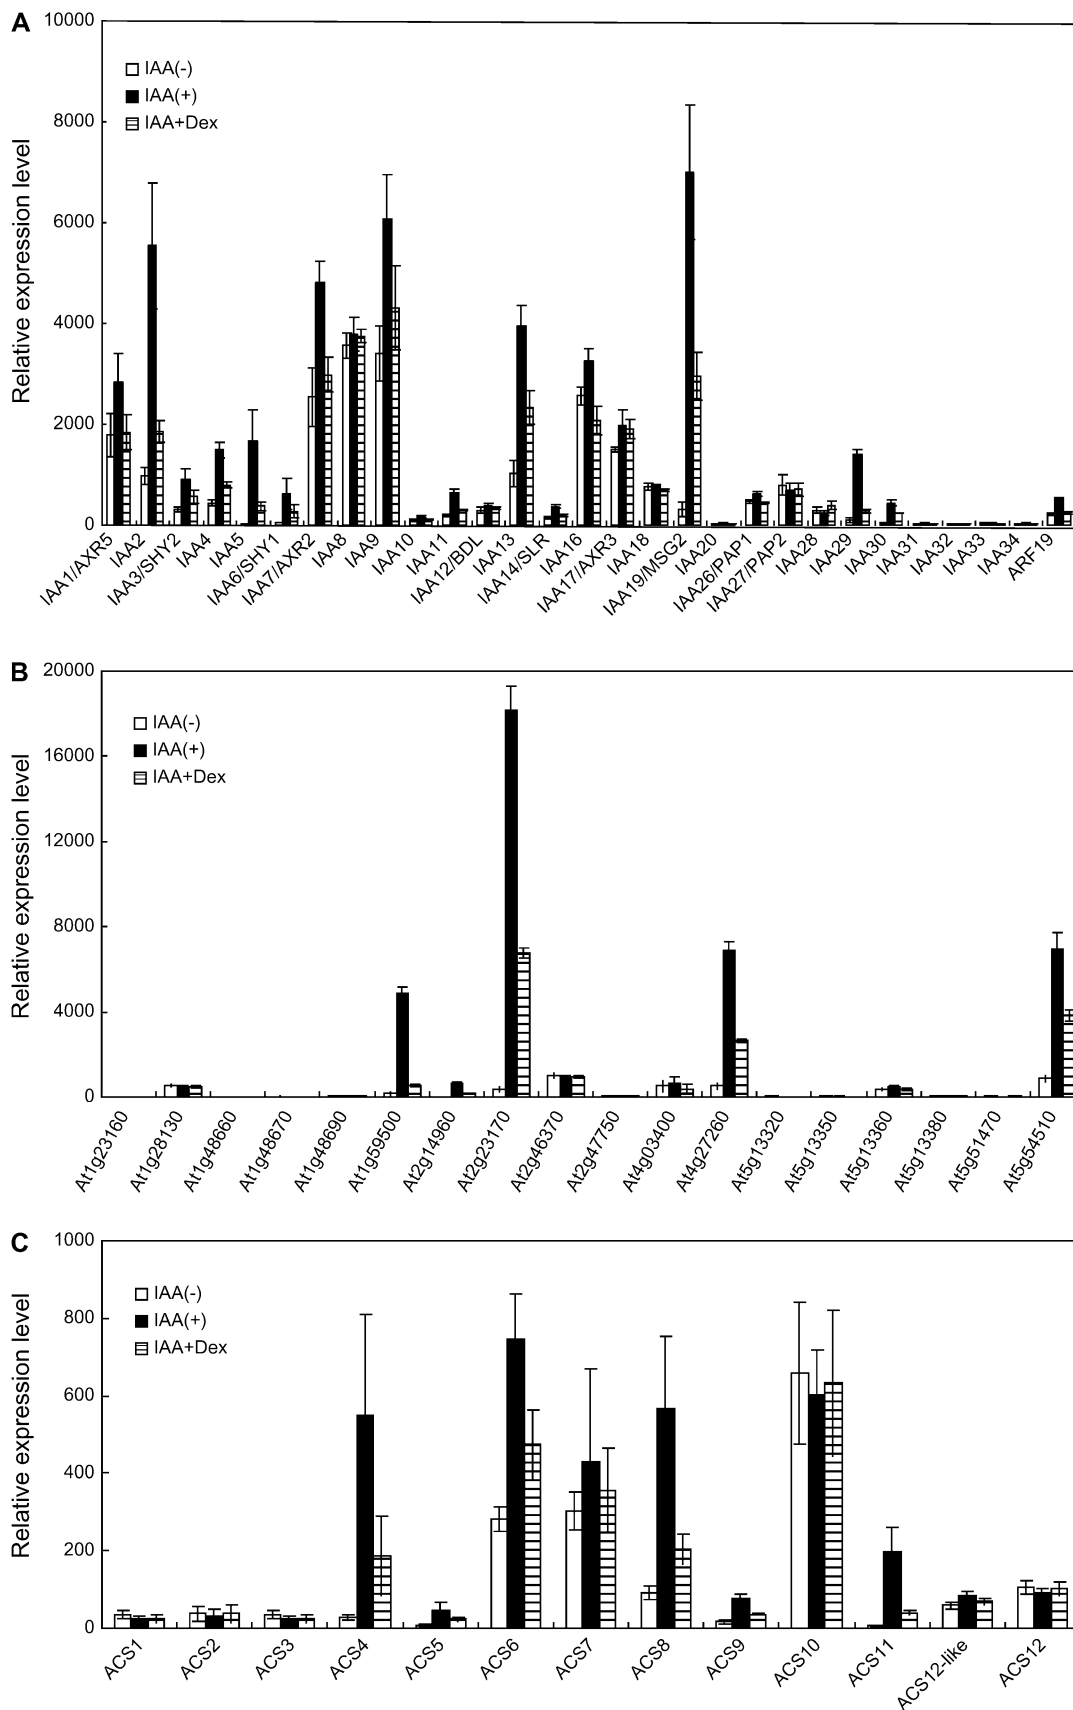 A
10000
8000
6000
4000
2000
0
Relative expression level
IAA(-)
IAA(+)
IAA+Dex
IAA1/AXR5
IAA2
IAA3/SHY2
IAA4
IAA5
IAA6/SHY1
IAA7/AXR2
IAA8
IAA9
IAA10
IAA11
IAA12/BDL
IAA13
IAA14/SLR
IAA16
IAA17/AXR3
IAA18
IAA19/MSG2
IAA20
IAA26/PAP1
IAA27/PAP2
IAA28
IAA29
IAA30
IAA31
IAA32
IAA33
IAA34
ARF19
B
20000
16000
12000
8000
4000
0
Relative expression level
IAA(-)
IAA(+)
IAA+Dex
At1g23160
At1g28130
At1g48660
At1g48670
At1g48690
At1g59500
At2g14960
At2g23170
At2g46370
At2g47750
At4g03400
At4g27260
At5g13320
At5g13350
At5g13360
At5g13380
At5g51470
At5g54510
C
1000
800
600
400
200
0
Relative expression level
IAA(-)
IAA(+)
IAA+Dex
ACS1
ACS2
ACS3
ACS4
ACS5
ACS6
ACS7
ACS8
ACS9
ACS10
ACS11
ACS12-like
ACS12